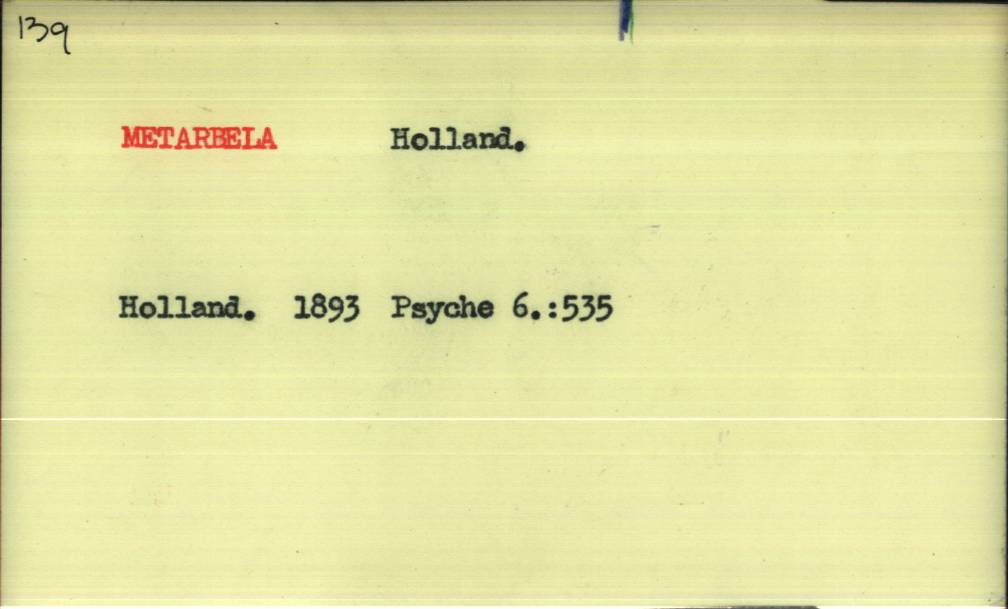 139
METARBELA Holland.
Holland. 1893 Psyche 6.:535